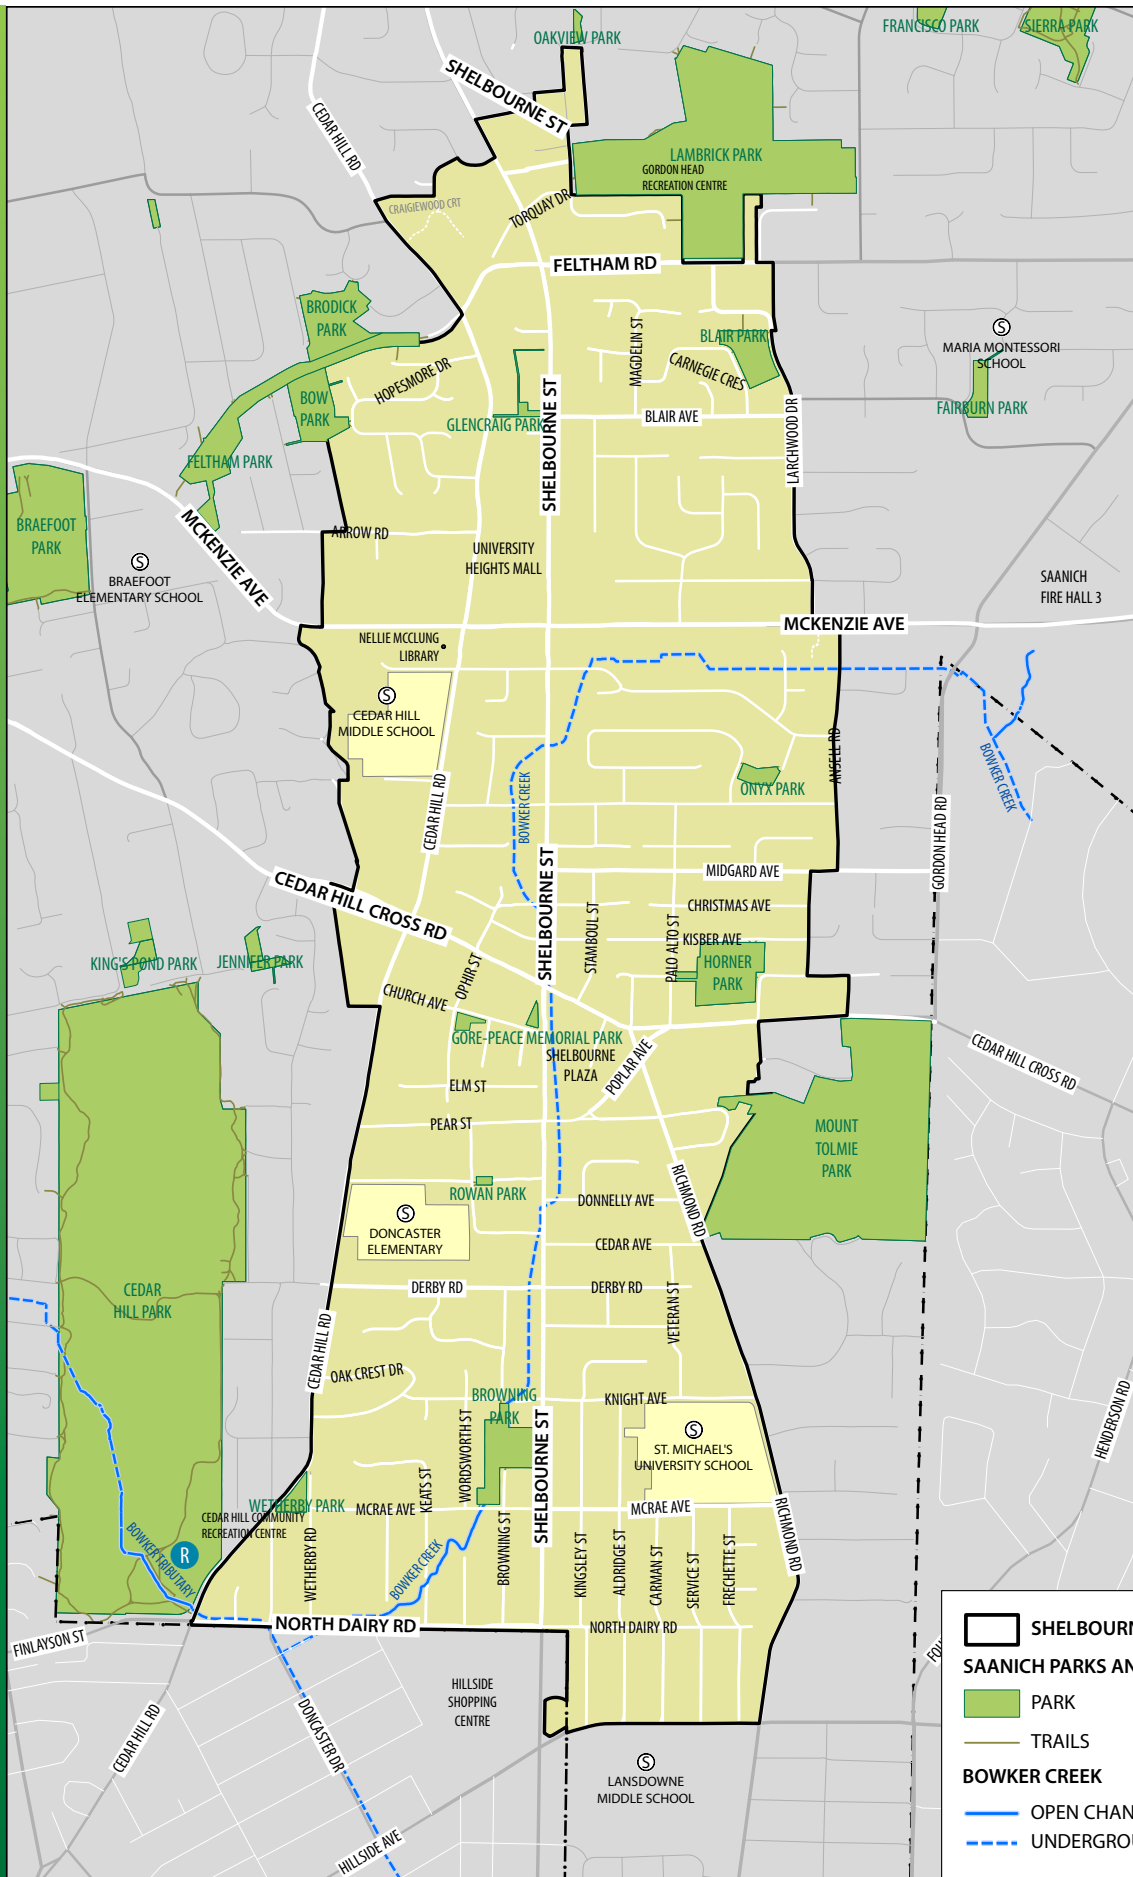 OAKVIEW PARK
FRANCISCO PARK
SIERRA PARK
SHELBOURNE ST
CEDAR HILL RD
LAMBRICK PARK
GORDON HEAD
RECREATION CENTRE
CRAIGIEWOOD CRT
TORQUAY DR
FELTHAM RD
BRODICK
PARK
MAGDELIN ST
BLAIR PARK
CARNEGIE CRES
S
MARIA MONTESSORI
SCHOOL
HOPESMORE DR
BOW
PARK
SHELBOURNE ST
GLENCRAIG PARK
BLAIR AVE
LARCHWOOD DR
FAIRBURN PARK
FELTHAM PARK
BRAEFOOT
PARK
MCKENZIE AVE
ARROW RD
UNIVERSITY
HEIGHTS MALL
S
BRAEFOOT
ELEMENTARY SCHOOL
SAANICH
FIRE HALL 3
MCKENZIE AVE
NELLIE MCCLUNG
LIBRARY
S
CEDAR HILL
MIDDLE SCHOOL
ANSELL RD
BOWKER CREEK
ONYX PARK
BOWKER CREEK
CEDAR HILL RD
GORDON HEAD RD
CEDAR HILL CROSS RD
SHELBOURNE ST
MIDGARD AVE
CHRISTMAS AVE
STAMBOUL ST
PALO ALTO ST
KISBER AVE
HORNER
PARK
KING'S POND PARK
JENNIFER PARK
OPHIR ST
CHURCH AVE
GORE-PEACE MEMORIAL PARK
SHELBOURNE
PLAZA
POPLAR AVE
CEDAR HILL CROSS RD
ELM ST
PEAR ST
MOUNT
TOLMIE
PARK
ROWAN PARK
DONNELLY AVE
RICHMOND RD
S
DONCASTER
ELEMENTARY
CEDAR AVE
DERBY RD
DERBY RD
CEDAR
HILL PARK
VETERAN ST
CEDAR HILL RD
OAK CREST DR
BROWNING
PARK
KNIGHT AVE
HENDERSON RD
WORDSWORTH ST
SHELBOURNE ST
S
ST. MICHAEL'S
UNIVERSITY SCHOOL
KEATS ST
WETHERBY PARK
MCRAE AVE
MCRAE AVE
CEDAR HILL COMMUNITY
RECREATION CENTRE
R
BOWKER TRIBUTARY
WETHERBY RD
BOWKER CREEK
BROWNING ST
KINGSLEY ST
ALDRIDGE ST
CARMAN ST
SERVICE ST
FRECHETTE ST
RICHMOND RD
NORTH DAIRY RD
NORTH DAIRY RD
FINLAYSON ST
HILLSIDE
SHOPPING
CENTRE
CEDAR HILL RD
DONCASTER DR
S
LANSDOWNE
MIDDLE SCHOOL
HILLSIDE AVE
FOU
SHELBOURN
SAANICH PARKS AN
PARK
TRAILS
BOWKER CREEK
OPEN CHAN
UNDERGROU